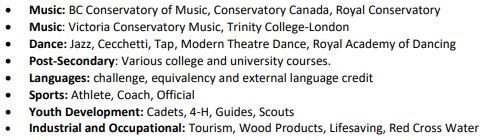 • Music: BC Conservatory of Music, Conservatory Canada, Royal Conservatory
• Music: Victoria Conservatory Music, Trinity College-London
• Dance: Jazz, Cecchetti, Tap, Modern Theatre Dance, Royal Academy of Dancing
• Post-Secondary: Various college and university courses.
• Languages: challenge, equivalency and external language credit
• Sports: Athlete, Coach, Official
• Youth Development: Cadets, 4-H, Guides, Scouts
• Industrial and Occupational: Tourism, Wood Products, Lifesaving, Red Cross Water